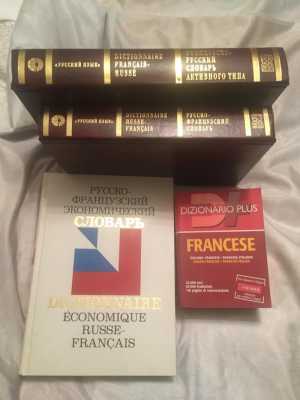 «РУССКИЙ ЯЗЫК»
DICTIONNAIRE
FRANÇAIS-
RUSSE
РУССКИЙ
СЛОВАРЬ
АКТИВНОГО ТИПА
«РУССКИЙ ЯЗЫК»
DICTIONNAIRE
RUSSE-
FRANÇAIS
РУССКО-
ФРАНЦУЗСКИЙ
СЛОВАРЬ
РУССКО-
ФРАНЦУЗСКИЙ
ЭКОНОМИЧЕСКИЙ
СЛОВАРЬ
DICTIONNAIRE
ÉCONOMIQUE
RUSSE-
FRANÇAIS
DIZIONARIO PLUS
FRANCESE